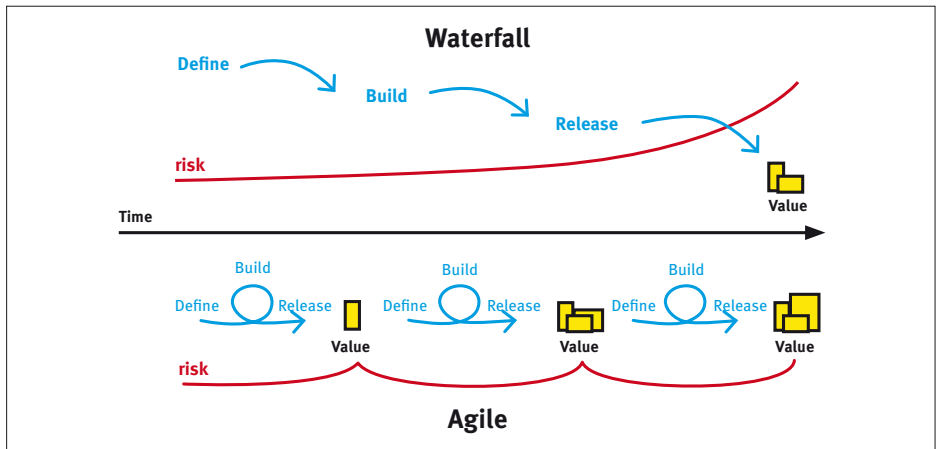 Waterfall
Define
Build
Release
risk
Value
Time
Build Build Build
Define Release Define Release Define Release
Value Value Value
risk
Agile